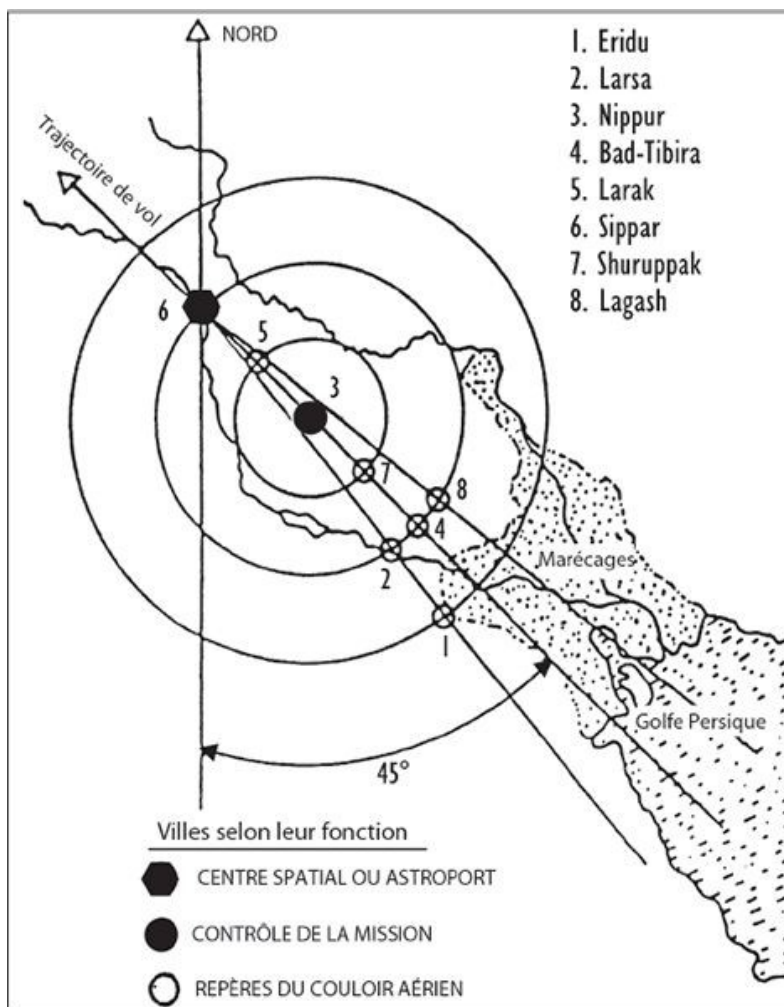 NORD
Trajectoire de vol
1. Eridu
2. Larsa
3. Nippur
4. Bad-Tibira
5. Larak
6. Sippar
7. Shuruppak
8. Lagash
6
5
3
7
8
4
2
1
Marécages
Golfe Persique
45°
Villes selon leur fonction
CENTRE SPATIAL OU ASTROPORT
CONTRÔLE DE LA MISSION
REPÈRES DU COULOIR AÉRIEN